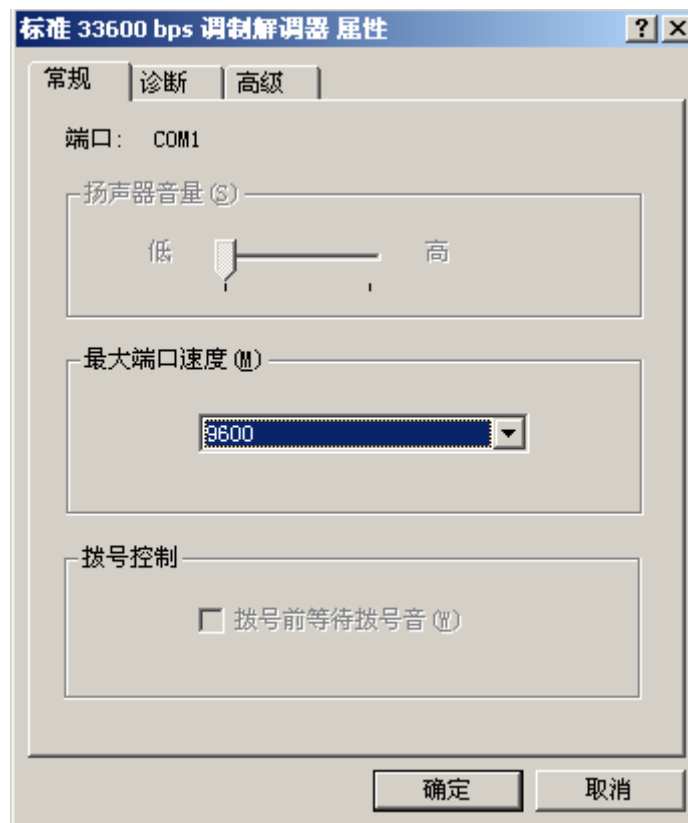 标准 33600 bps 调制解调器 属性
常规 诊断 高级
端口: COM1
扬声器音量(S)
低 高
最大端口速度(M)
9600
拨号控制
拨号前等待拨号音(W)
确定 取消